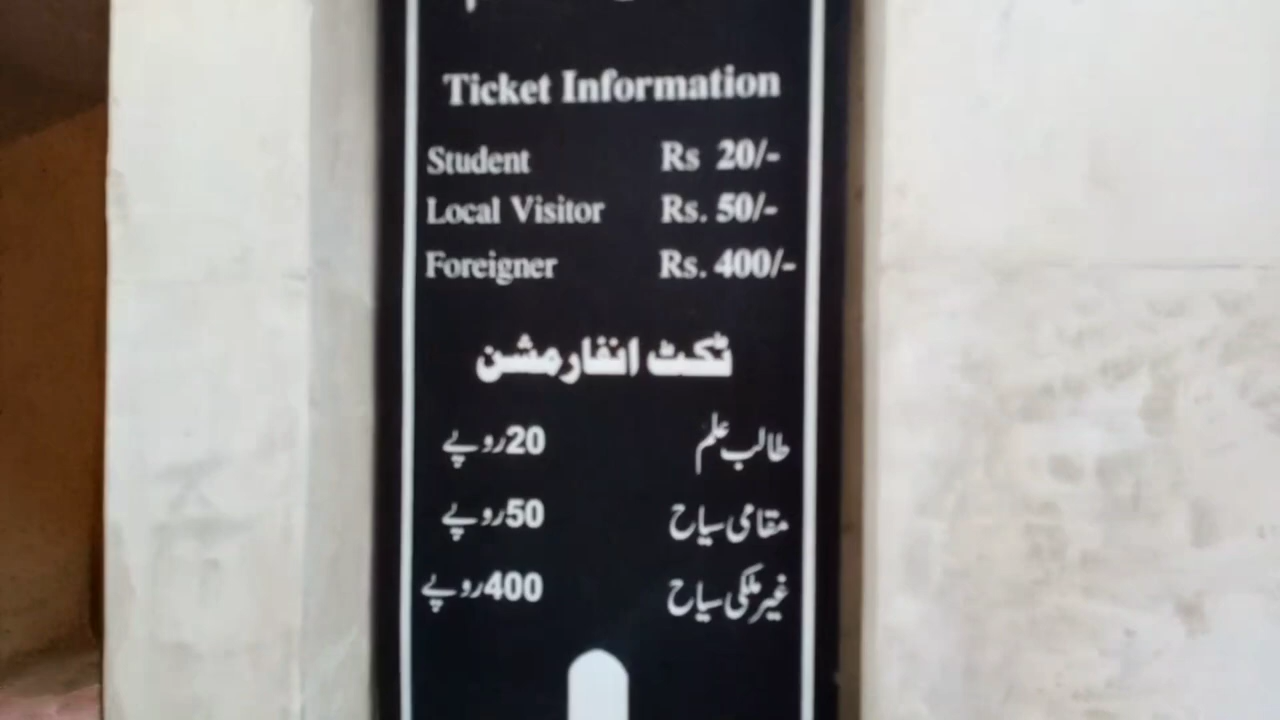 Ticket Information
Student Rs 20/-
Local Visitor Rs. 50/-
Foreigner Rs. 400/-
ٹکٹ انفارمشن
طالب علم 20روپے
مقامی سیاح 50روپے
غیر ملکی سیاح 400روپے